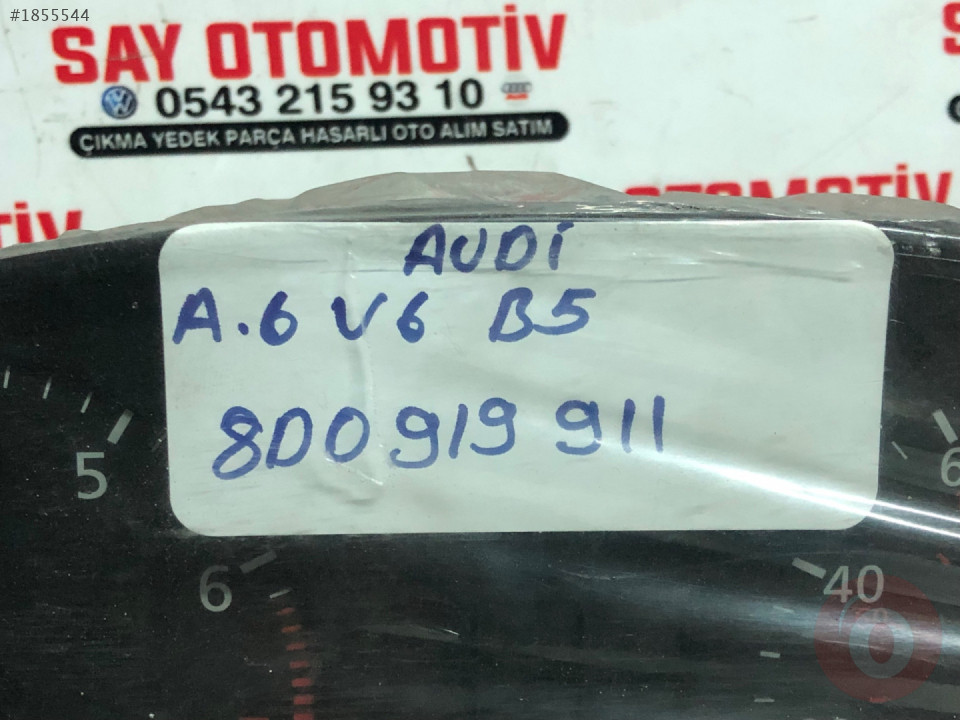 #1855544
SAY OTOMOTİV
0543 215 93 10
ÇIKMA YEDEK PARÇA HASARLI OTO ALIM SATIM
OTOMOTİV
AUDİ
A.6 V6 B5
8D0 919 911
5
6
6
40